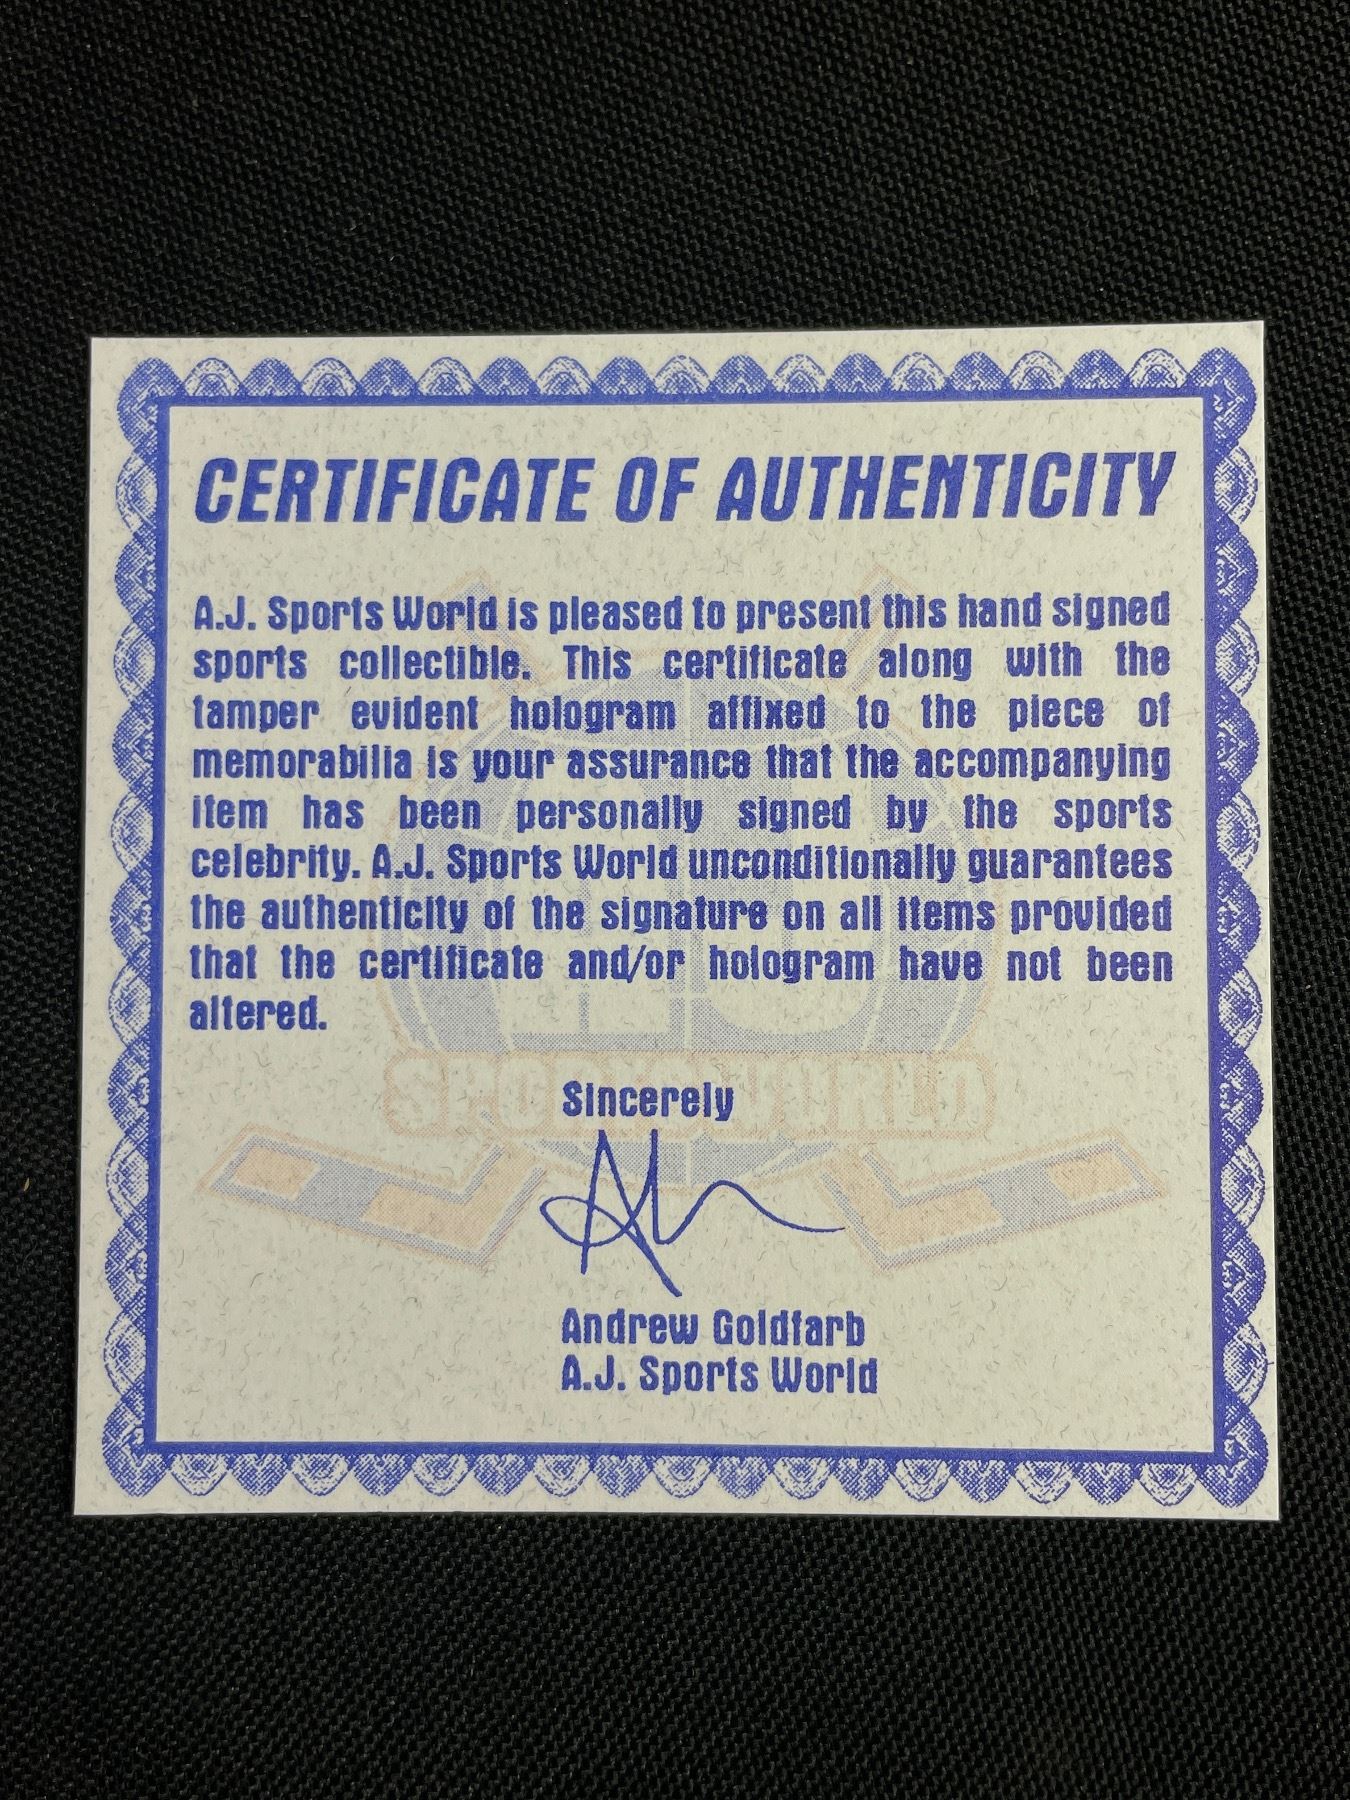 CERTIFICATE OF AUTHENTICITY
A.J. Sports World is pleased to present this hand signed
sports collectible. This certificate along with the
tamper evident hologram affixed to the piece of
memorabilia is your assurance that the accompanying
item has been personally signed by the sports
celebrity. A.J. Sports World unconditionally guarantees
the authenticity of the signature on all items provided
that the certificate and/or hologram have not been
altered.
Sincerely
Andrew Goldfarb
A.J. Sports World